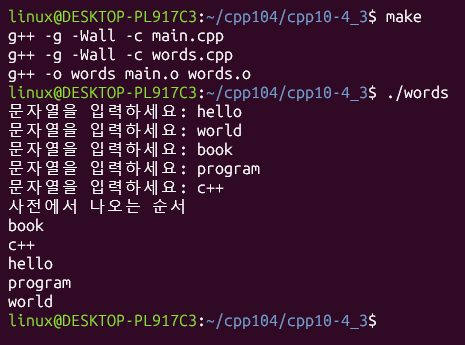 linux@DESKTOP-PL917C3:~/cpp104/cpp10-4_3$ make
g++ -g -Wall -c main.cpp
g++ -g -Wall -c words.cpp
g++ -o words main.o words.o
linux@DESKTOP-PL917C3:~/cpp104/cpp10-4_3$ ./words
문자열을 입력하세요: hello
문자열을 입력하세요: world
문자열을 입력하세요: book
문자열을 입력하세요: program
문자열을 입력하세요: c++
사전에서 나오는 순서
book
c++
hello
program
world
linux@DESKTOP-PL917C3:~/cpp104/cpp10-4_3$